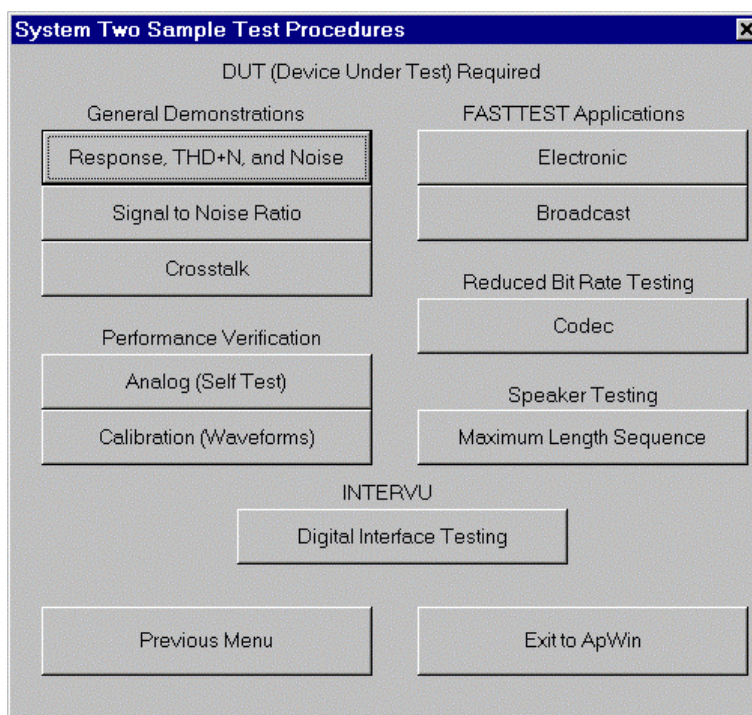 System Two Sample Test Procedures
DUT (Device Under Test) Required
General Demonstrations
Response, THD+N, and Noise
Signal to Noise Ratio
Crosstalk
Performance Verification
Analog (Self Test)
Calibration (Waveforms)
FASTTEST Applications
Electronic
Broadcast
Reduced Bit Rate Testing
Codec
Speaker Testing
Maximum Length Sequence
INTERVU
Digital Interface Testing
Previous Menu
Exit to ApWin